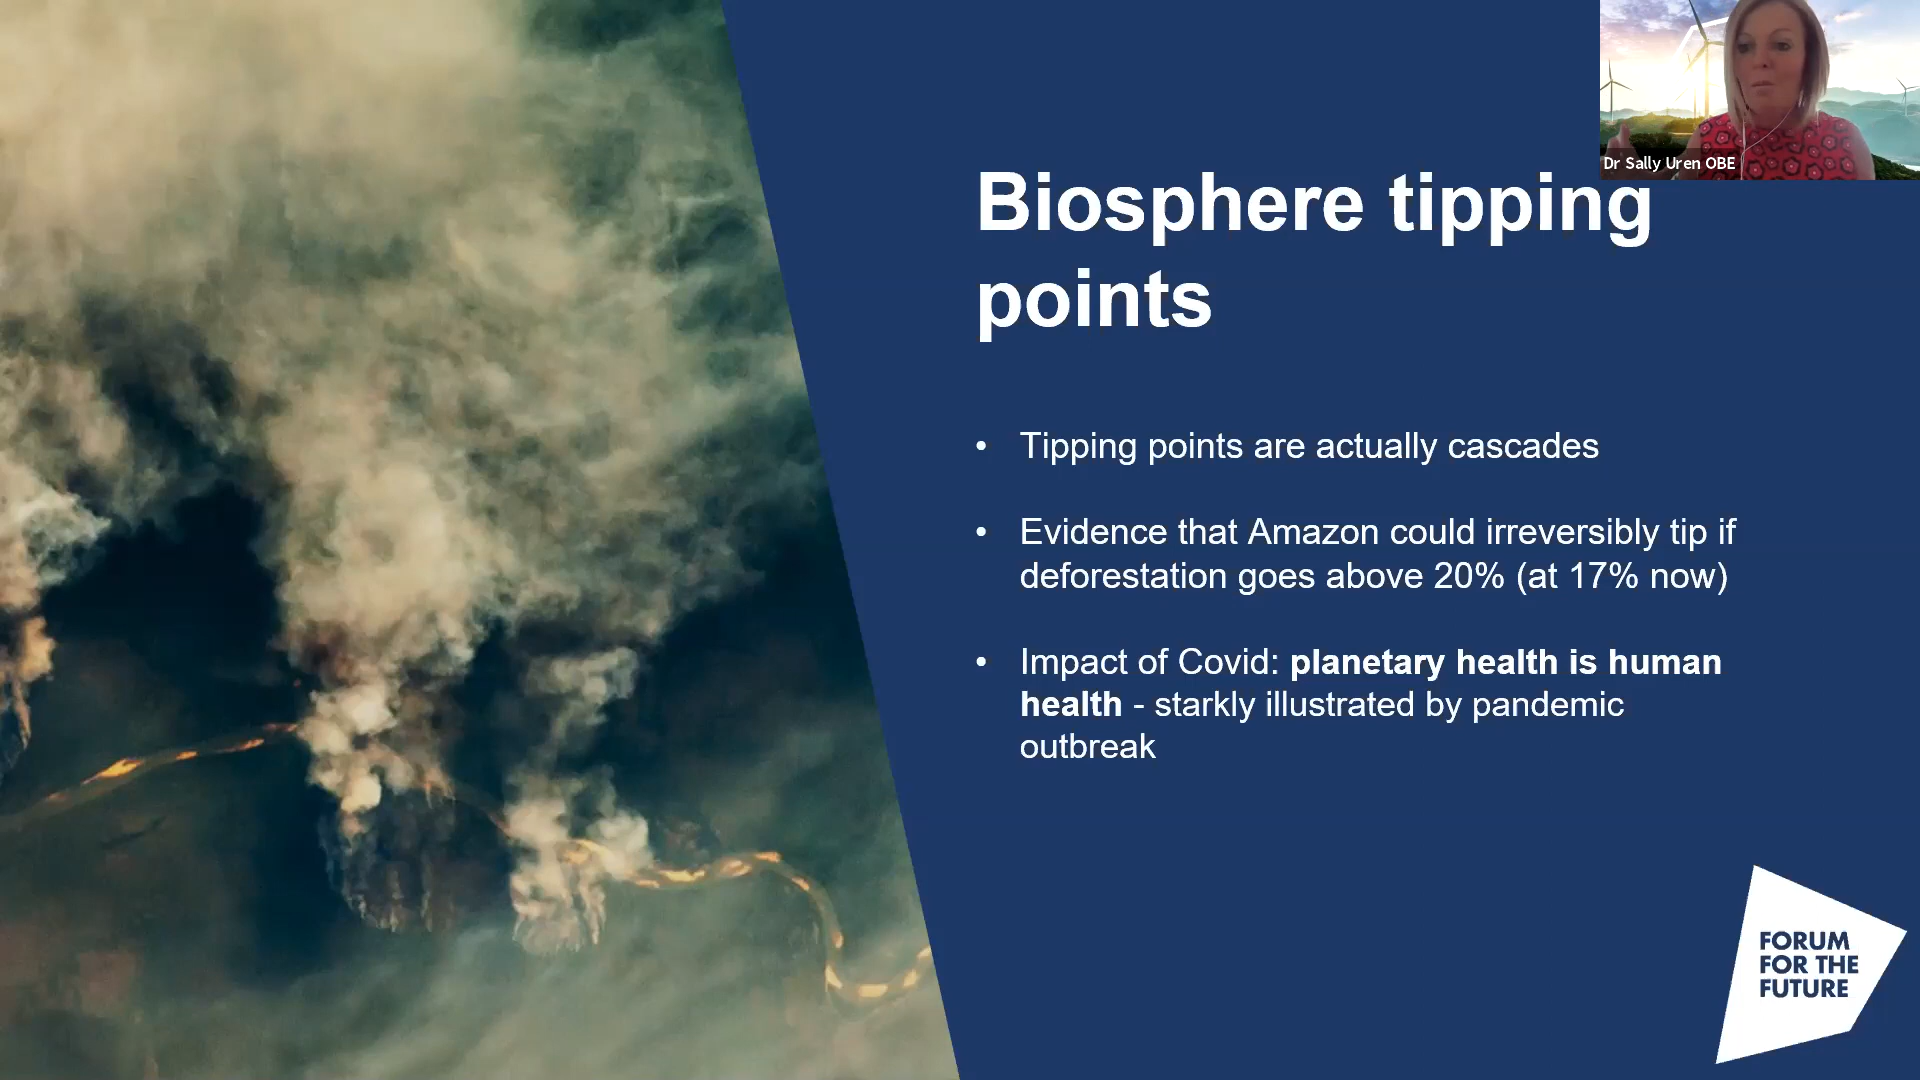 Dr Sally Uren OBE
Biosphere tipping
points
• Tipping points are actually cascades
• Evidence that Amazon could irreversibly tip if
deforestation goes above 20% (at 17% now)
• Impact of Covid: planetary health is human
health - starkly illustrated by pandemic
outbreak
FORUM
FOR THE
FUTURE